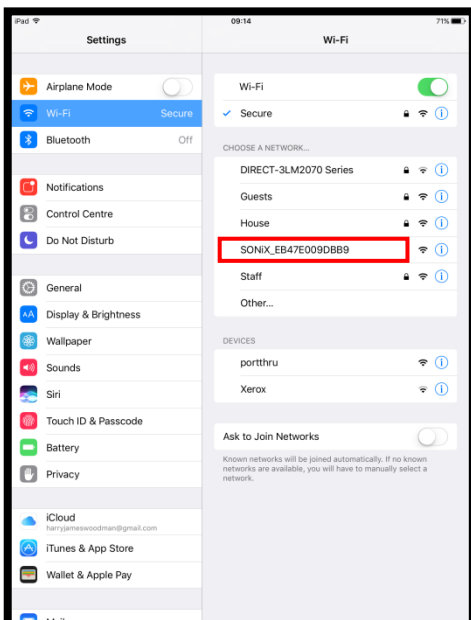 iPad 09:14 71%
Settings
Airplane Mode
Wi-Fi Secure
Bluetooth Off
Notifications
Control Centre
Do Not Disturb
General
AA Display & Brightness
Wallpaper
Sounds
Siri
Touch ID & Passcode
Battery
Privacy
iCloud
harryjameswoodman@gmail.com
iTunes & App Store
Wallet & Apple Pay
Wi-Fi
Wi-Fi
Secure
CHOOSE A NETWORK...
DIRECT-3LM2070 Series
Guests
House
SONiX_EB47E009DBB9
Staff
Other...
DEVICES
portthru
Xerox
Ask to Join Networks
Known networks will be joined automatically. If no known
networks are available, you will have to manually select a
network.